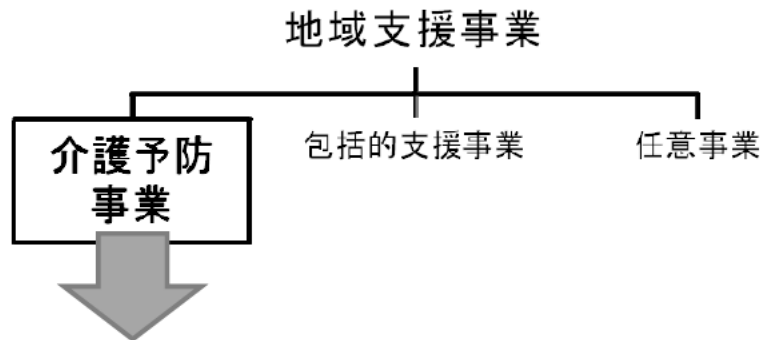 地域支援事業
介護予防
事業
包括的支援事業
任意事業